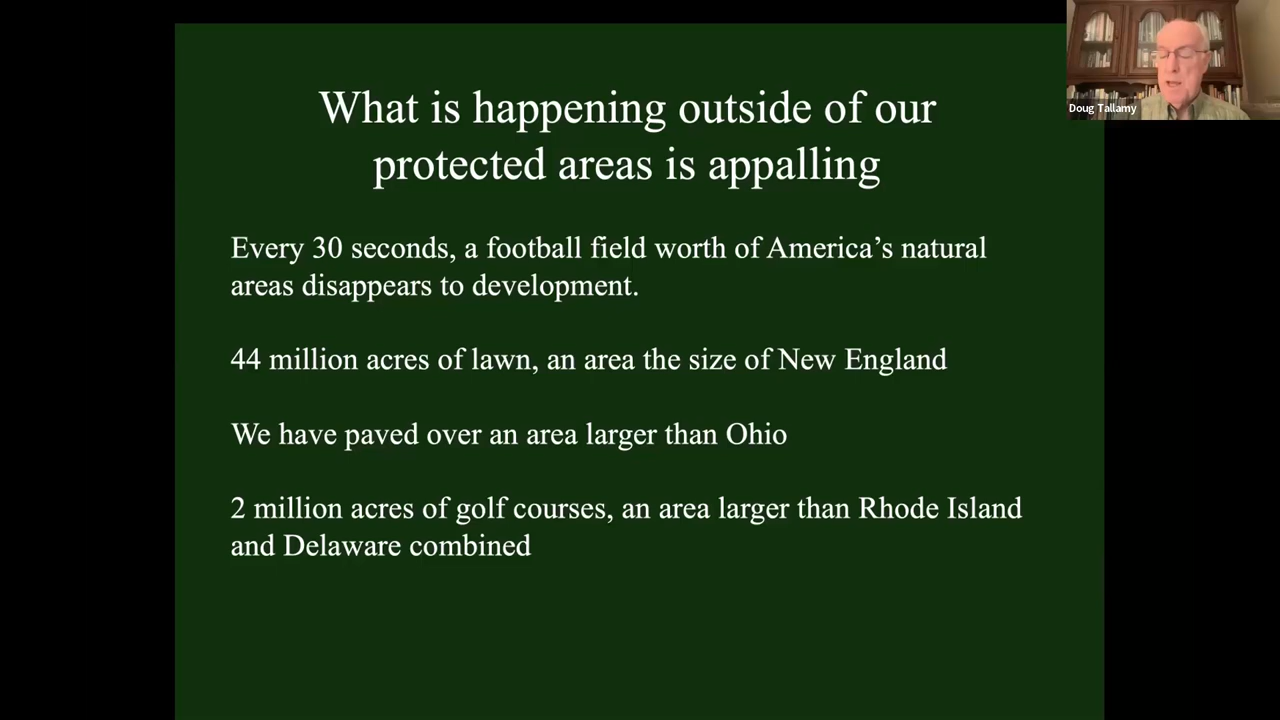 What is happening outside of our
protected areas is appalling
Every 30 seconds, a football field worth of America’s natural
areas disappears to development.
44 million acres of lawn, an area the size of New England
We have paved over an area larger than Ohio
2 million acres of golf courses, an area larger than Rhode Island
and Delaware combined
Doug Tallamy